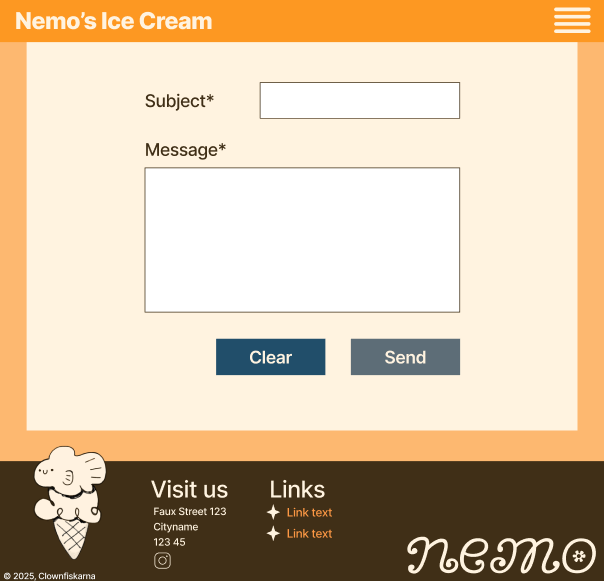 Nemo’s Ice Cream
Subject*
Message*
Clear
Send
Visit us
Faux Street 123
Cityname
123 45
Links
Link text
Link text
nemo
© 2025, Clownfiskarna